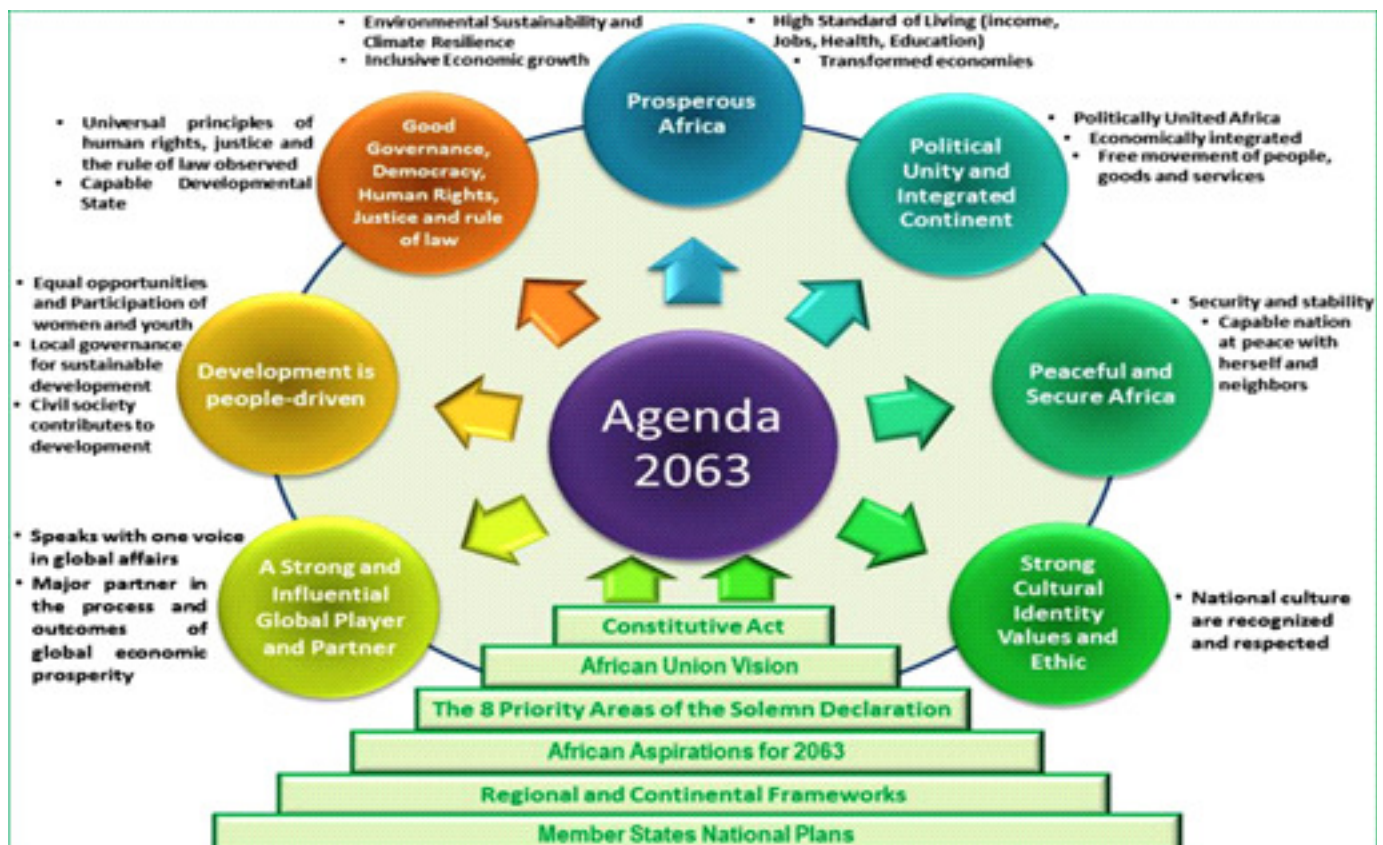 • Environmental Sustainability and
Climate Resilience
• Inclusive Economic growth
• High Standard of Living (income,
Jobs, Health, Education)
• Transformed economies
Prosperous
Africa
• Universal principles of
human rights, justice and
the rule of law observed
• Capable Developmental
State
Good
Governance,
Democracy,
Human Rights,
Justice and rule
of law
Political
Unity and
Integrated
Continent
• Politically United Africa
• Economically integrated
• Free movement of people,
goods and services
• Equal opportunities
and Participation of
women and youth
• Local governance
for sustainable
development
• Civil society
contributes to
development
Development is
people-driven
Agenda
2063
Peaceful and
Secure Africa
• Security and stability
• Capable nation
at peace with
herself and
neighbors
• Speaks with one voice
in global affairs
• Major partner in
the process and
outcomes of
global economic
prosperity
A Strong and
Influential
Global Player
and Partner
Strong
Cultural
Identity
Values and
Ethic
• National culture
are recognized
and respected
Constitutive Act
African Union Vision
The 8 Priority Areas of the Solemn Declaration
African Aspirations for 2063
Regional and Continental Frameworks
Member States National Plans